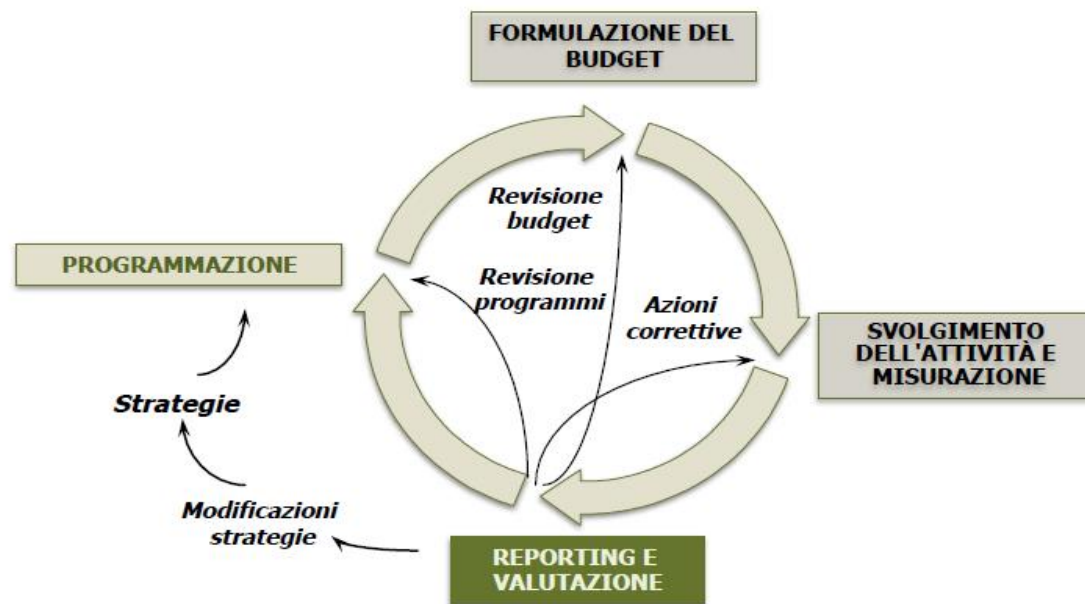 FORMULAZIONE DEL
BUDGET
Revisione
budget
PROGRAMMAZIONE
Revisione
programmi
Azioni
correttive
SVOLGIMENTO
DELL'ATTIVITÀ E
MISURAZIONE
Strategie
Modificazioni
strategie
REPORTING E
VALUTAZIONE